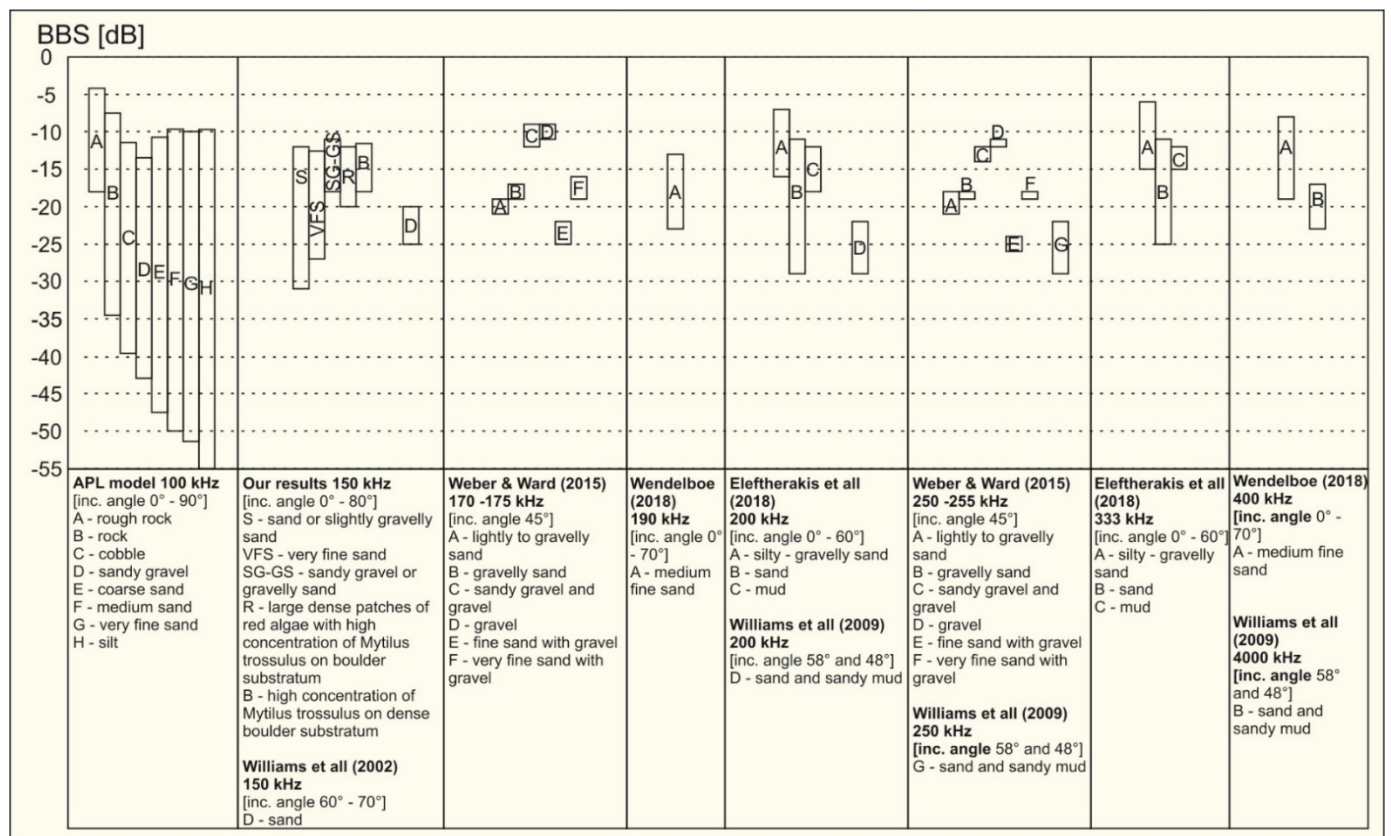 BBS [dB]
0
-5
-10
-15
-20
-25
-30
-35
-40
-45
-50
-55
A
B
C
D
E
F
G
H
S
VFS
SG-GS
R
B
D
A
B
C
D
E
F
A
A
B
C
D
A
B
C
D
E
F
G
A
B
C
A
B
APL model 100 kHz
[inc. angle 0° - 90°]
A - rough rock
B - rock
C - cobble
D - sandy gravel
E - coarse sand
F - medium sand
G - very fine sand
H - silt
Our results 150 kHz
[inc. angle 0° - 80°]
S - sand or slightly gravelly
sand
VFS - very fine sand
SG-GS - sandy gravel or
gravelly sand
R - large dense patches of
red algae with high
concentration of Mytilus
trossulus on boulder
substratum
B - high concentration of
Mytilus trossulus on dense
boulder substratum
Williams et all (2002)
150 kHz
[inc. angle 60° - 70°]
D - sand
Weber & Ward (2015)
170 -175 kHz
[inc. angle 45°]
A - lightly to gravelly
sand
B - gravelly sand
C - sandy gravel and
gravel
D - gravel
E - fine sand with gravel
F - very fine sand with
gravel
Wendelboe
(2018)
190 kHz
[inc. angle 0°
- 70°]
A - medium
fine sand
Eleftherakis et all
(2018)
200 kHz
[inc. angle 0° - 60°]
A - silty - gravelly sand
B - sand
C - mud
Williams et all (2009)
200 kHz
[inc. angle 58° and 48°]
D - sand and sandy mud
Weber & Ward (2015)
250 -255 kHz
[inc. angle 45°]
A - lightly to gravelly
sand
B - gravelly sand
C - sandy gravel and
gravel
D - gravel
E - fine sand with gravel
F - very fine sand with
gravel
Williams et all (2009)
250 kHz
[inc. angle 58° and 48°]
G - sand and sandy mud
Eleftherakis et all
(2018)
333 kHz
[inc. angle 0° - 60°]
A - silty - gravelly
sand
B - sand
C - mud
Wendelboe (2018)
400 kHz
[inc. angle 0° -
70°]
A - medium fine
sand
Williams et all
(2009)
4000 kHz
[inc. angle 58°
and 48°]
B - sand and
sandy mud